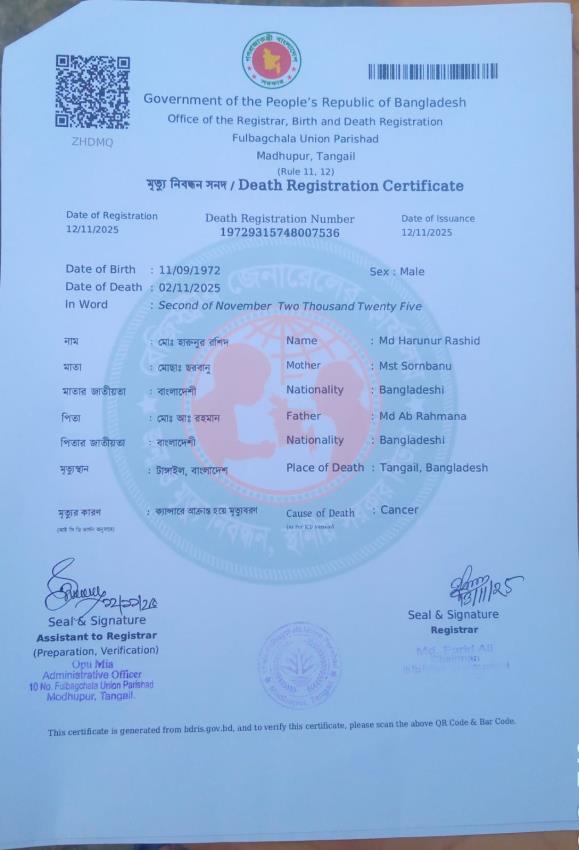 গণপ্রজাতন্ত্রী বাংলাদেশ
সরকার
ZHDMQ
Government of the People's Republic of Bangladesh
Office of the Registrar, Birth and Death Registration
Fulbagchala Union Parishad
Madhupur, Tangail
(Rule 11, 12)
মৃত্যু নিবন্ধন সনদ / Death Registration Certificate
Date of Registration Death Registration Number Date of Issuance
12/11/2025 19729315748007536 12/11/2025
Date of Birth : 11/09/1972 Sex : Male
Date of Death : 02/11/2025
In Word : Second of November Two Thousand Twenty Five
নাম : মোঃ হারুনুর রশিদ Name : Md Harunur Rashid
মাতা : মোছাঃ ছরবানু Mother : Mst Sornbanu
মাতার জাতীয়তা : বাংলাদেশী Nationality : Bangladeshi
পিতা : মোঃ আঃ রহমান Father : Md Ab Rahmana
পিতার জাতীয়তা : বাংলাদেশী Nationality : Bangladeshi
মৃত্যুস্থান : টাঙ্গাইল, বাংলাদেশ Place of Death : Tangail, Bangladesh
মৃত্যুর কারণ : ক্যান্সারে আক্রান্ত হয়ে মৃত্যুবরণ Cause of Death : Cancer
Seal & Signature Seal & Signature
Assistant to Registrar Registrar
(Preparation, Verification)
Opu Mia Md. Farid Ali
Administrative Officer Chairman
10 No. Fulbagchala Union Parishad
Modhupur, Tangail.
This certificate is generated from bdris.gov.bd, and to verify this certificate, please scan the above QR Code & Bar Code.